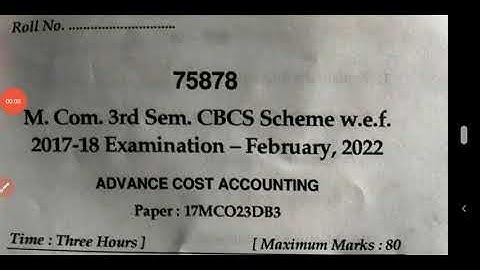 Roll No. ..............................
75878
M. Com. 3rd Sem. CBCS Scheme w.e.f.
2017-18 Examination – February, 2022
ADVANCE COST ACCOUNTING
Paper : 17MCO23DB3
Time : Three Hours ]
[ Maximum Marks : 80